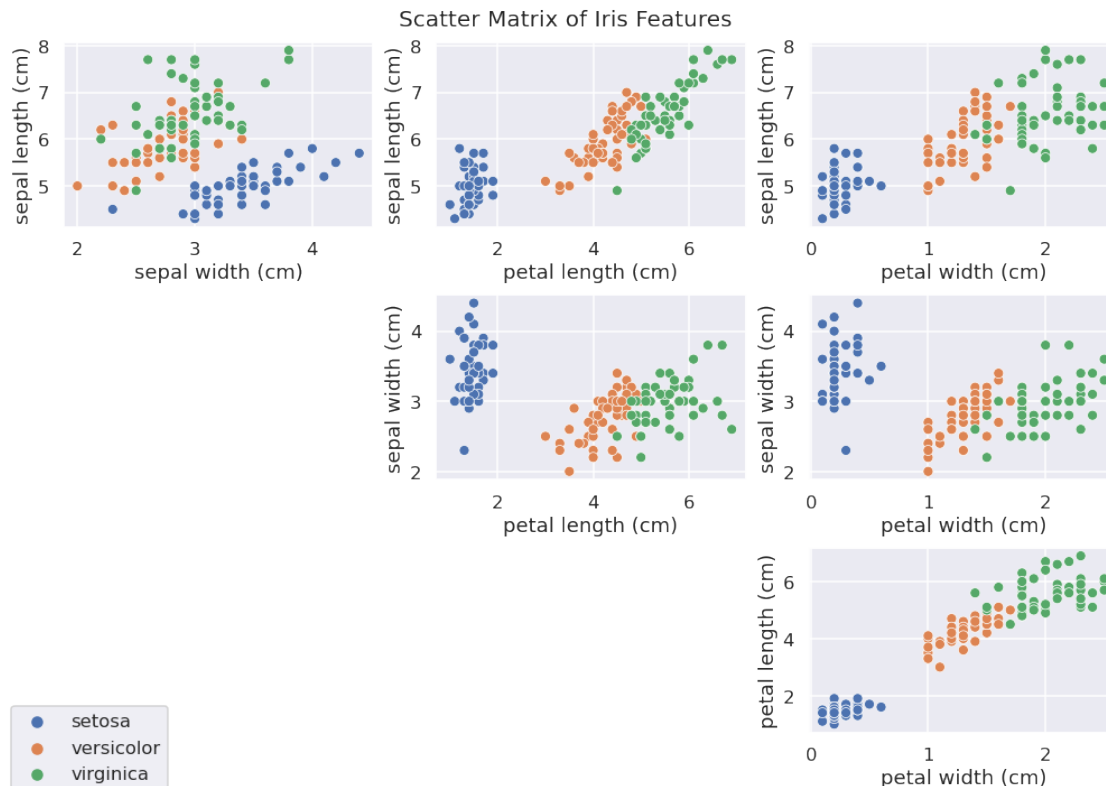 Scatter Matrix of Iris Features
sepal length (cm)
8
7
6
5
2
3
4
sepal width (cm)
sepal length (cm)
8
7
6
5
2
4
6
petal length (cm)
sepal length (cm)
8
7
6
5
0
1
2
petal width (cm)
sepal width (cm)
4
3
2
2
4
6
petal length (cm)
sepal width (cm)
4
3
2
0
1
2
petal width (cm)
petal length (cm)
6
4
2
0
1
2
petal width (cm)
setosa
versicolor
virginica